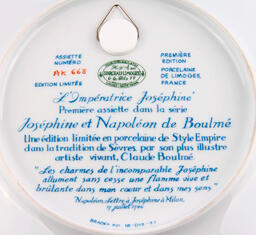 ASSIETTE NUMÉRO
AK 668
EDITION LIMITÉE
PREMIÈRE EDITION
PORCELAINE DE LIMOGES, FRANCE
"L'Impératrice Joséphine"
Première assiette dans la série
Joséphine et Napoléon de Boulmé
Une édition limitée en porcelaine de Style Empire
dans la tradition de Sèvres par son plus illustre
artiste vivant, Claude Boulmé.
"Les charmes de l'incomparable Joséphine
allument sans cesse une flamme vive et
brûlante dans mon coeur et dans mes sens"
Napoléon, lettre à Joséphine à Milan,
17 juillet 1796